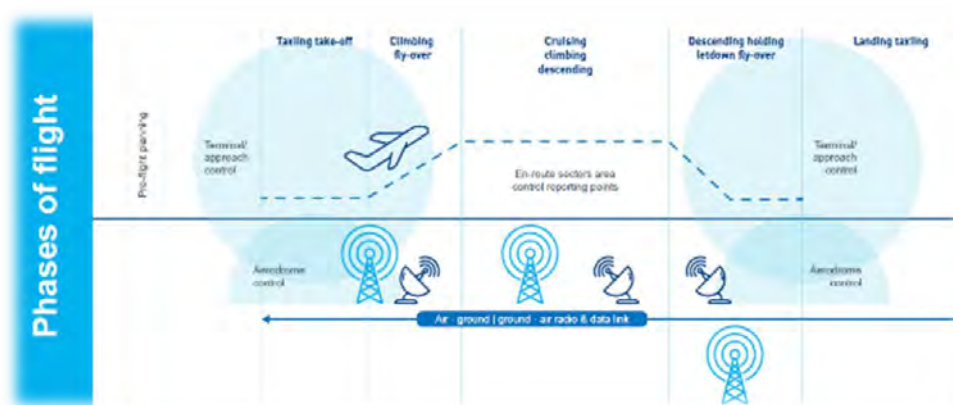 Phases of flight
Pre-flight planning
Taxiing take-off
Climbing
fly-over
Cruising
climbing
descending
Descending holding
letdown fly-over
Landing taxiing
Terminal/
approach
control
En-route sectors area
control reporting points
Terminal/
approach
control
Aerodrome
control
Aerodrome
control
Air - ground | ground - air radio & data link